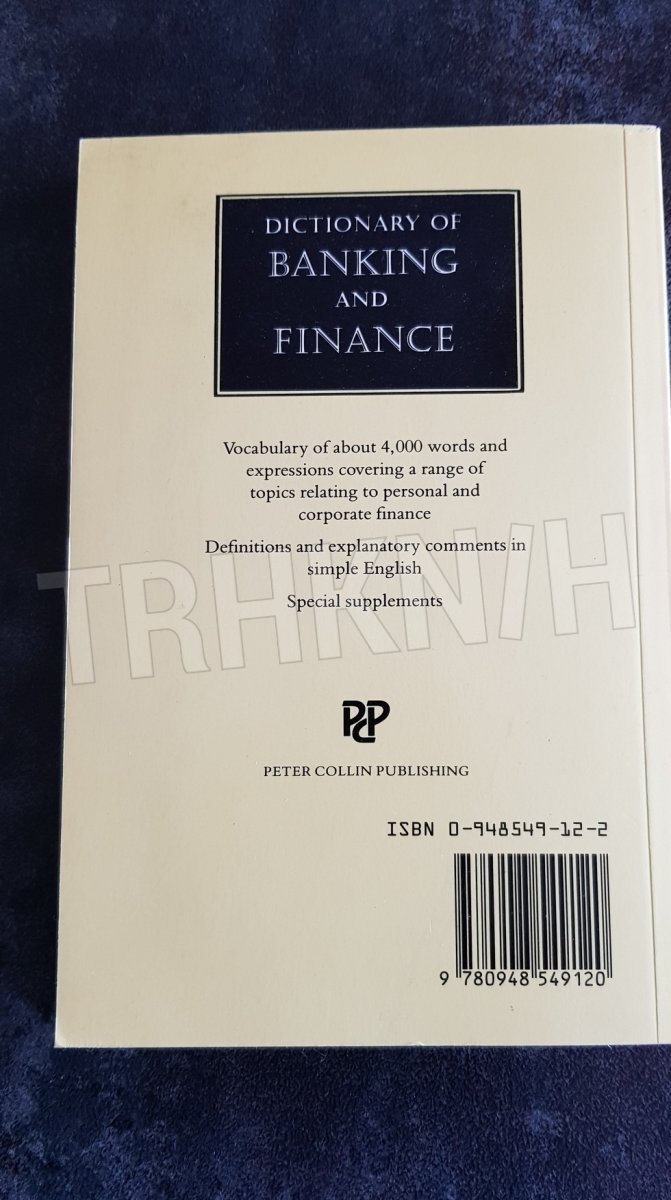 DICTIONARY OF
BANKING
AND
FINANCE
Vocabulary of about 4,000 words and
expressions covering a range of
topics relating to personal and
corporate finance
Definitions and explanatory comments in
simple English
Special supplements
TRHKN/H
PCP
PETER COLLIN PUBLISHING
ISBN 0-948549-12-2
9 780948 549120